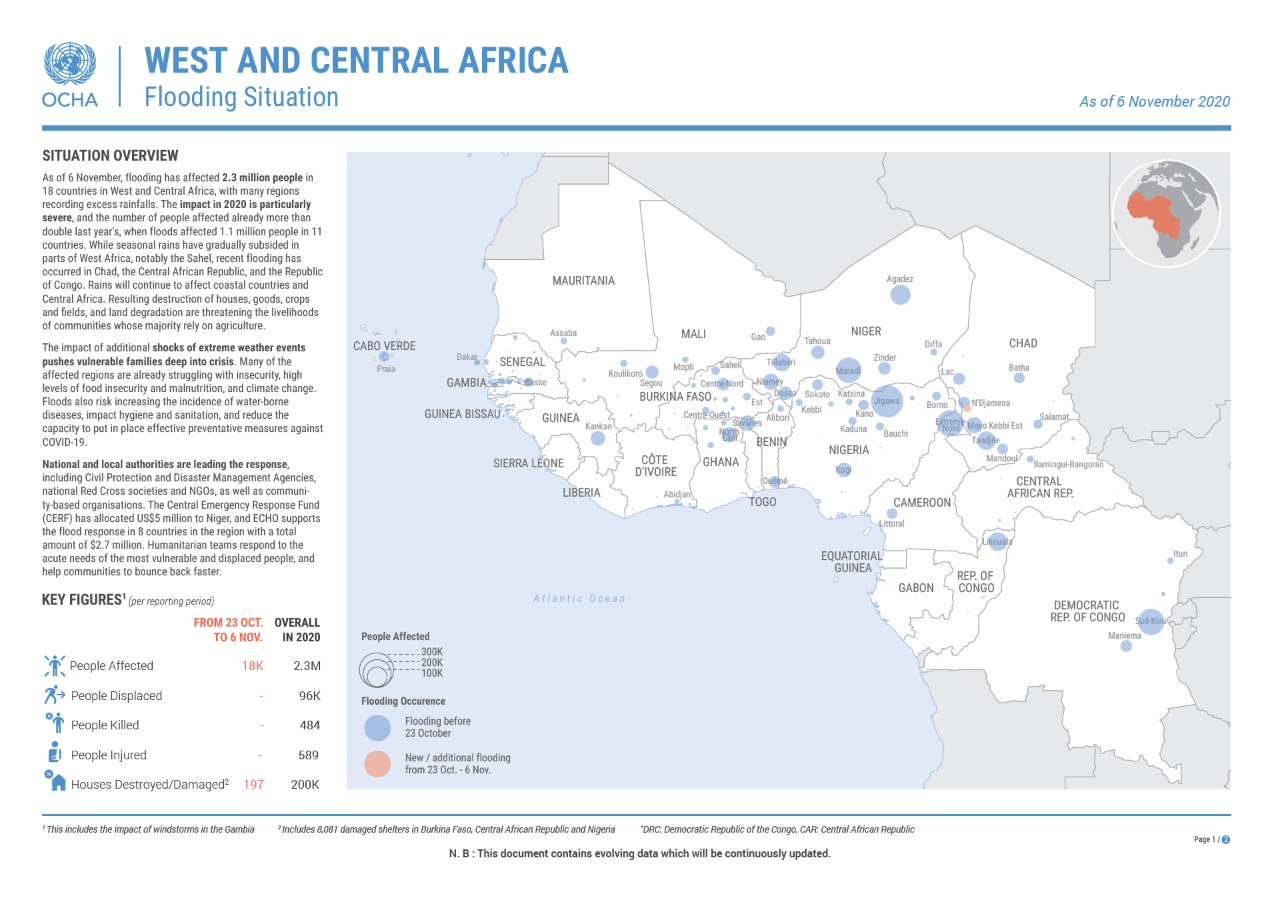 OCHA
WEST AND CENTRAL AFRICA
Flooding Situation
As of 6 November 2020
SITUATION OVERVIEW
As of 6 November, flooding has affected 2.3 million people in
18 countries in West and Central Africa, with many regions
recording excess rainfalls. The impact in 2020 is particularly
severe, and the number of people affected already more than
double last year's, when floods affected 1.1 million people in 11
countries. While seasonal rains have gradually subsided in
parts of West Africa, notably the Sahel, recent flooding has
occurred in Chad, the Central African Republic, and the Republic
of Congo. Rains will continue to affect coastal countries and
Central Africa. Resulting destruction of houses, goods, crops
and fields, and land degradation are threatening the livelihoods
of communities whose majority rely on agriculture.
The impact of additional shocks of extreme weather events
pushes vulnerable families deep into crisis. Many of the
affected regions are already struggling with insecurity, high
levels of food insecurity and malnutrition, and climate change.
Floods also risk increasing the incidence of water-borne
diseases, impact hygiene and sanitation, and reduce the
capacity to put in place effective preventative measures against
COVID-19.
National and local authorities are leading the response,
including Civil Protection and Disaster Management Agencies,
national Red Cross societies and NGOs, as well as communi-
ty-based organisations. The Central Emergency Response Fund
(CERF) has allocated US$5 million to Niger, and ECHO supports
the flood response in 8 countries in the region with a total
amount of $2.7 million. Humanitarian teams respond to the
acute needs of the most vulnerable and displaced people, and
help communities to bounce back faster.
KEY FIGURES¹ (per reporting period)
FROM 23 OCT. OVERALL
TO 6 NOV. IN 2020
People Affected 18K 2.3M
People Displaced - 96K
People Killed - 484
People Injured - 589
Houses Destroyed/Damaged² 197 200K
Agadez
MAURITANIA
MALI
NIGER
CHAD
CABO VERDE
Praia
Assaba
Gao
Tahoua
Diffa
Dakar
SENEGAL
Koulikoro
Segou
Mopti
Sahel
Tillabéri
Maradi
Zinder
Lac
Batha
GAMBIA
Basse
Centre-Nord
Niamey
BURKINA FASO
Est
Dosso
Sokoto
Katsina
Jigawa
Borno
N'Djamena
GUINEA BISSAU
GUINEA
Kankan
Centre-Ouest
Savanes
Alibori
Kebbi
Kano
Kaduna
Bauchi
Extreme
Nord
Mayo Kebbi Est
Salamat
North
East
BENIN
NIGERIA
Tandjile
Mandoul
SIERRA LEONE
CÔTE
D'IVOIRE
GHANA
Kogi
Bamingui-Bangoran
LIBERIA
Abidjan
Ouémé
TOGO
CAMEROON
CENTRAL
AFRICAN REP.
Littoral
Likouala
EQUATORIAL
GUINEA
GABON
REP. OF
CONGO
Ituri
DEMOCRATIC
REP. OF CONGO
Sud-Kivu
Maniema
Atlantic Ocean
People Affected
300K
200K
100K
Flooding Occurence
Flooding before
23 October
New / additional flooding
from 23 Oct. - 6 Nov.
¹ This includes the impact of windstorms in the Gambia ² Includes 8,081 damaged shelters in Burkina Faso, Central African Republic and Nigeria *DRC: Democratic Republic of the Congo, CAR: Central African Republic
Page 1 / 2
N. B : This document contains evolving data which will be continuously updated.